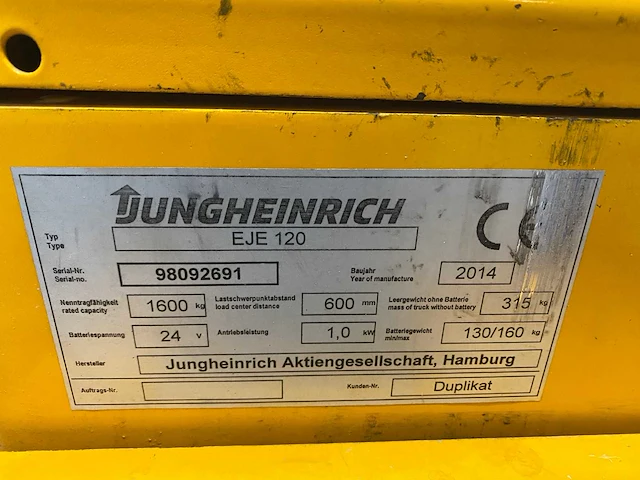 JUNGHEINRICH
Typ
Type
EJE 120
CE
Serial-Nr.
Serial-no.
98092691
Baujahr
Year of manufacture
2014
Nenntragfähigkeit
rated capacity
1600 kg
Lastschwerpunktabstand
load center distance
600 mm
Leergewicht ohne Batterie
mass of truck without battery
315 kg
Batteriespannung
24 v
Antriebsleistung
1,0 kW
Batteriegewicht
min/max
130/160 kg
Hersteller
Jungheinrich Aktiengesellschaft, Hamburg
Auftrags-Nr.
Kunden-Nr.
Duplikat